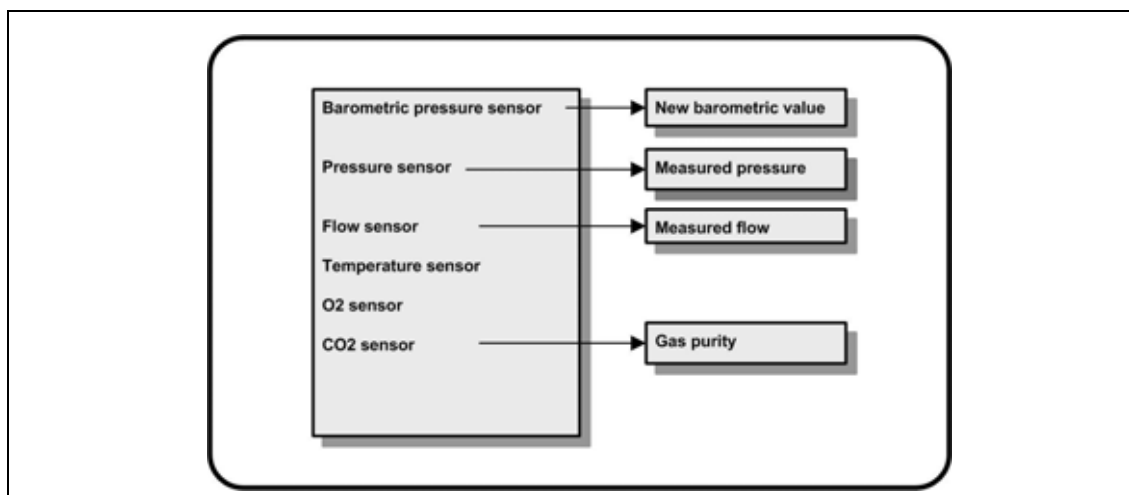 Barometric pressure sensor
New barometric value
Pressure sensor
Measured pressure
Flow sensor
Measured flow
Temperature sensor
O2 sensor
CO2 sensor
Gas purity